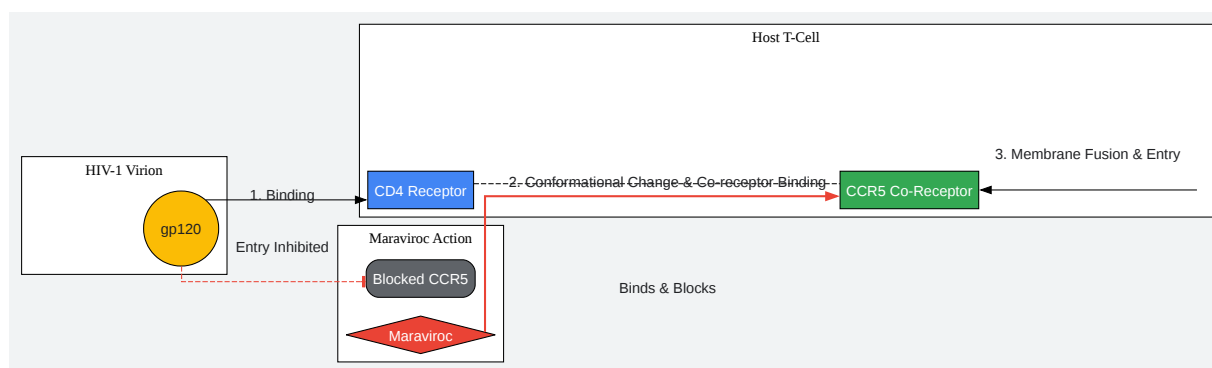 Host T-Cell
3. Membrane Fusion & Entry
HIV-1 Virion
CD4 Receptor
2. Conformational Change & Co-receptor Binding
CCR5 Co-Receptor
1. Binding
gp120
Entry Inhibited
Maraviroc Action
Blocked CCR5
Binds & Blocks
Maraviroc